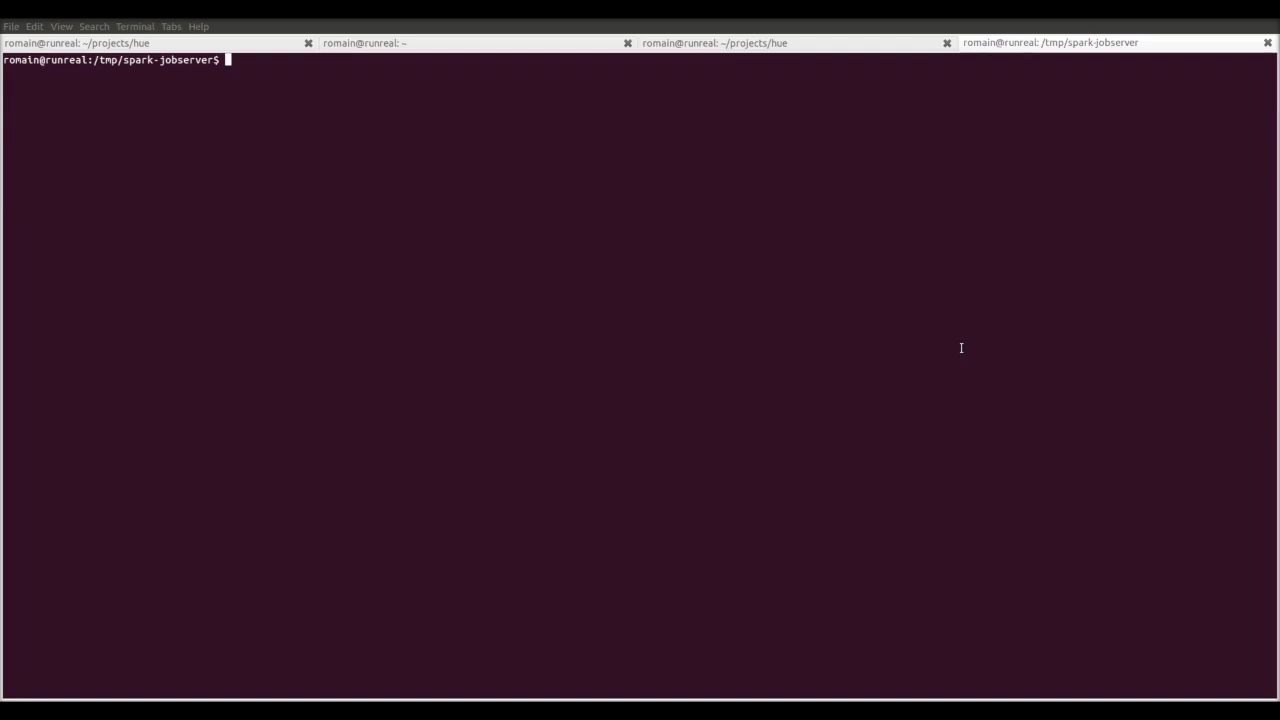 File Edit View Search Terminal Tabs Help
romain@runreal: ~/projects/hue romain@runreal: ~ romain@runreal: ~/projects/hue romain@runreal: /tmp/spark-jobserver
romain@runreal:/tmp/spark-jobserver$